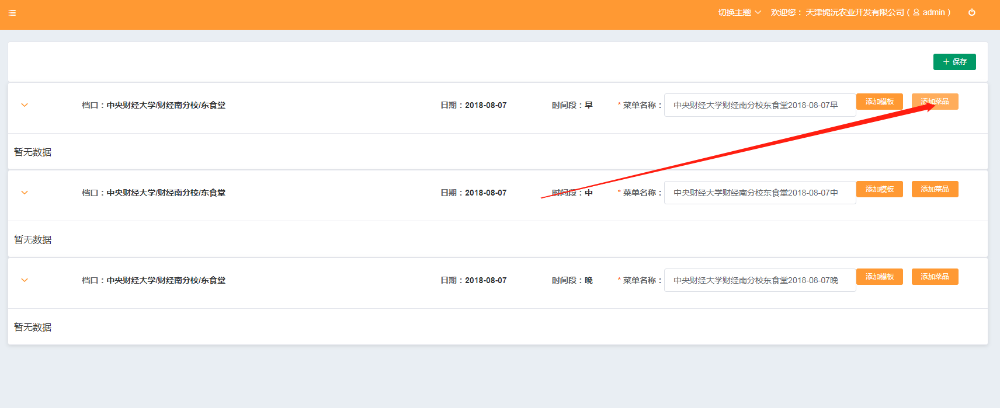 切换主题 欢迎您： 天津锦沅农业开发有限公司 ( admin )
保存
档口：中央财经大学/财经南分校/东食堂 日期：2018-08-07 时间段：早 * 菜单名称： 中央财经大学财经南分校东食堂2018-08-07早 添加模板 添加菜品
暂无数据
档口：中央财经大学/财经南分校/东食堂 日期：2018-08-07 时间段：中 * 菜单名称： 中央财经大学财经南分校东食堂2018-08-07中 添加模板 添加菜品
暂无数据
档口：中央财经大学/财经南分校/东食堂 日期：2018-08-07 时间段：晚 * 菜单名称： 中央财经大学财经南分校东食堂2018-08-07晚 添加模板 添加菜品
暂无数据